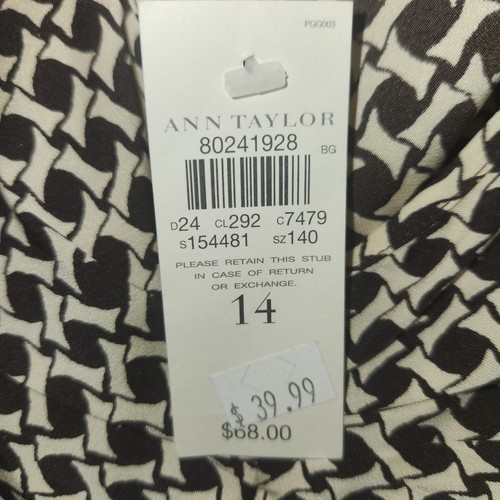 PGG003
ANN TAYLOR
80241928
BG
D24 CL292 C7479
S154481 SZ140
PLEASE RETAIN THIS STUB
IN CASE OF RETURN
OR EXCHANGE.
14
$39.99
$68.00